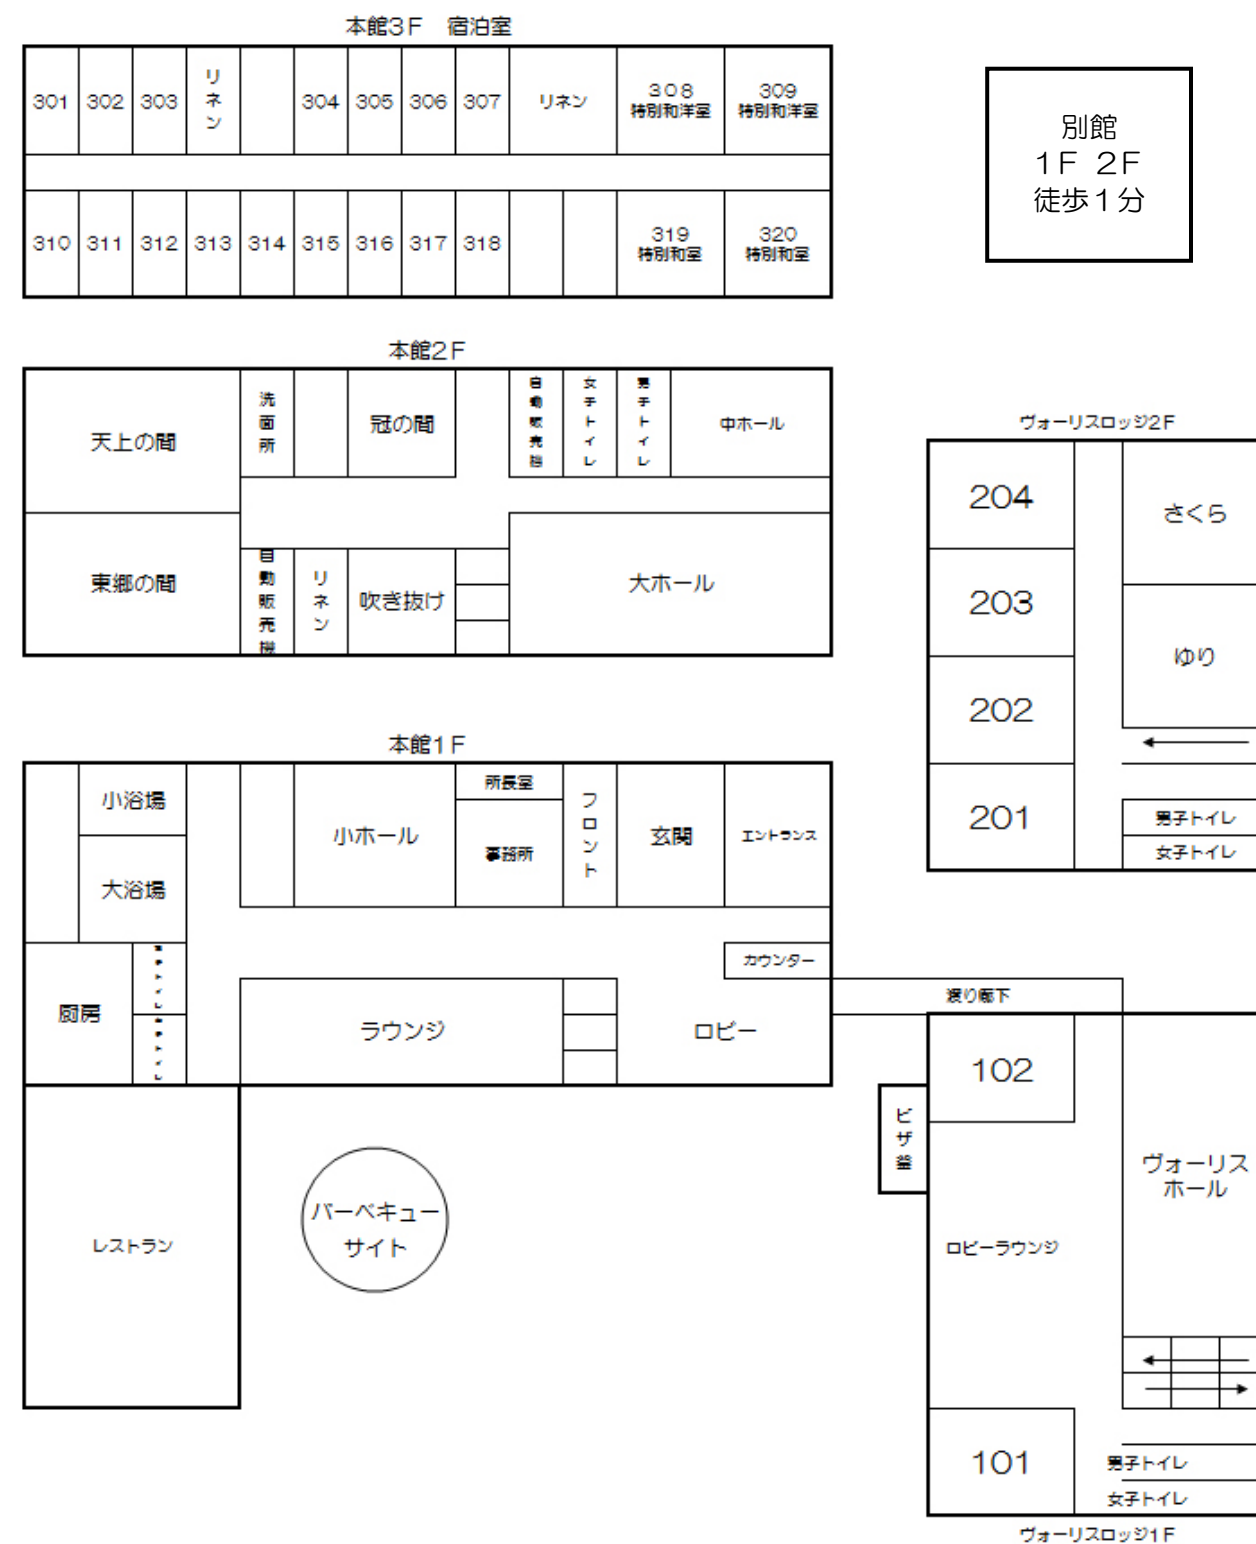 本館3F 宿泊室
301
302
303
リネン
304
305
306
307
リネン
308
特別和洋室
309
特別和洋室
310
311
312
313
314
315
316
317
318
319
特別和室
320
特別和室
別館
1F 2F
徒歩1分
本館2F
天上の間
洗面所
冠の間
自動販売機
女子トイレ
男子トイレ
中ホール
東郷の間
自動販売機
リネン
吹き抜け
大ホール
ヴォーリスロッジ2F
204
さくら
203
ゆり
202
201
男子トイレ
女子トイレ
本館1F
小浴場
大浴場
小ホール
所長室
事務所
フロント
玄関
エントランス
カウンター
厨房
ラウンジ
ロビー
渡り廊下
レストラン
バーベキュー
サイト
102
ピザ釜
ヴォーリス
ホール
ロビーラウンジ
101
男子トイレ
女子トイレ
ヴォーリスロッジ1F